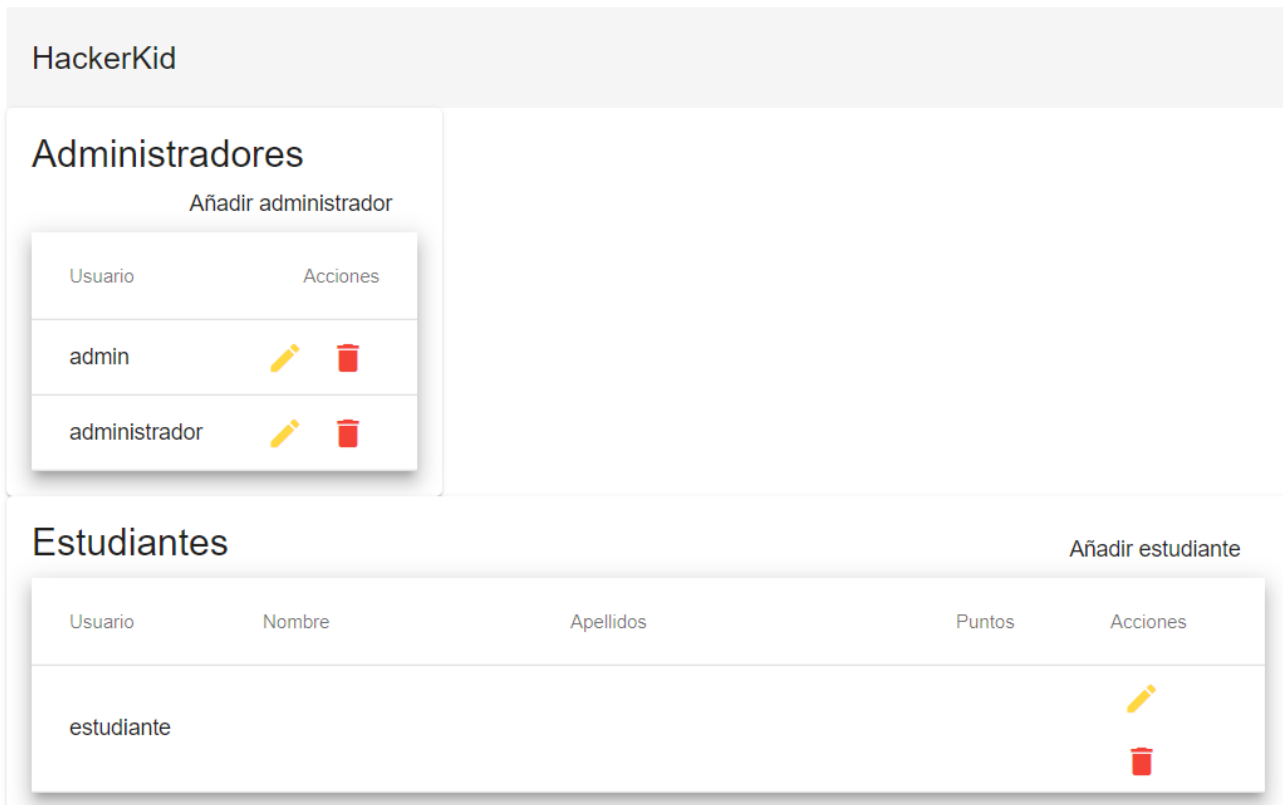 HackerKid
Administradores
Añadir administrador
Usuario Acciones
admin
administrador
Estudiantes
Añadir estudiante
Usuario Nombre Apellidos Puntos Acciones
estudiante